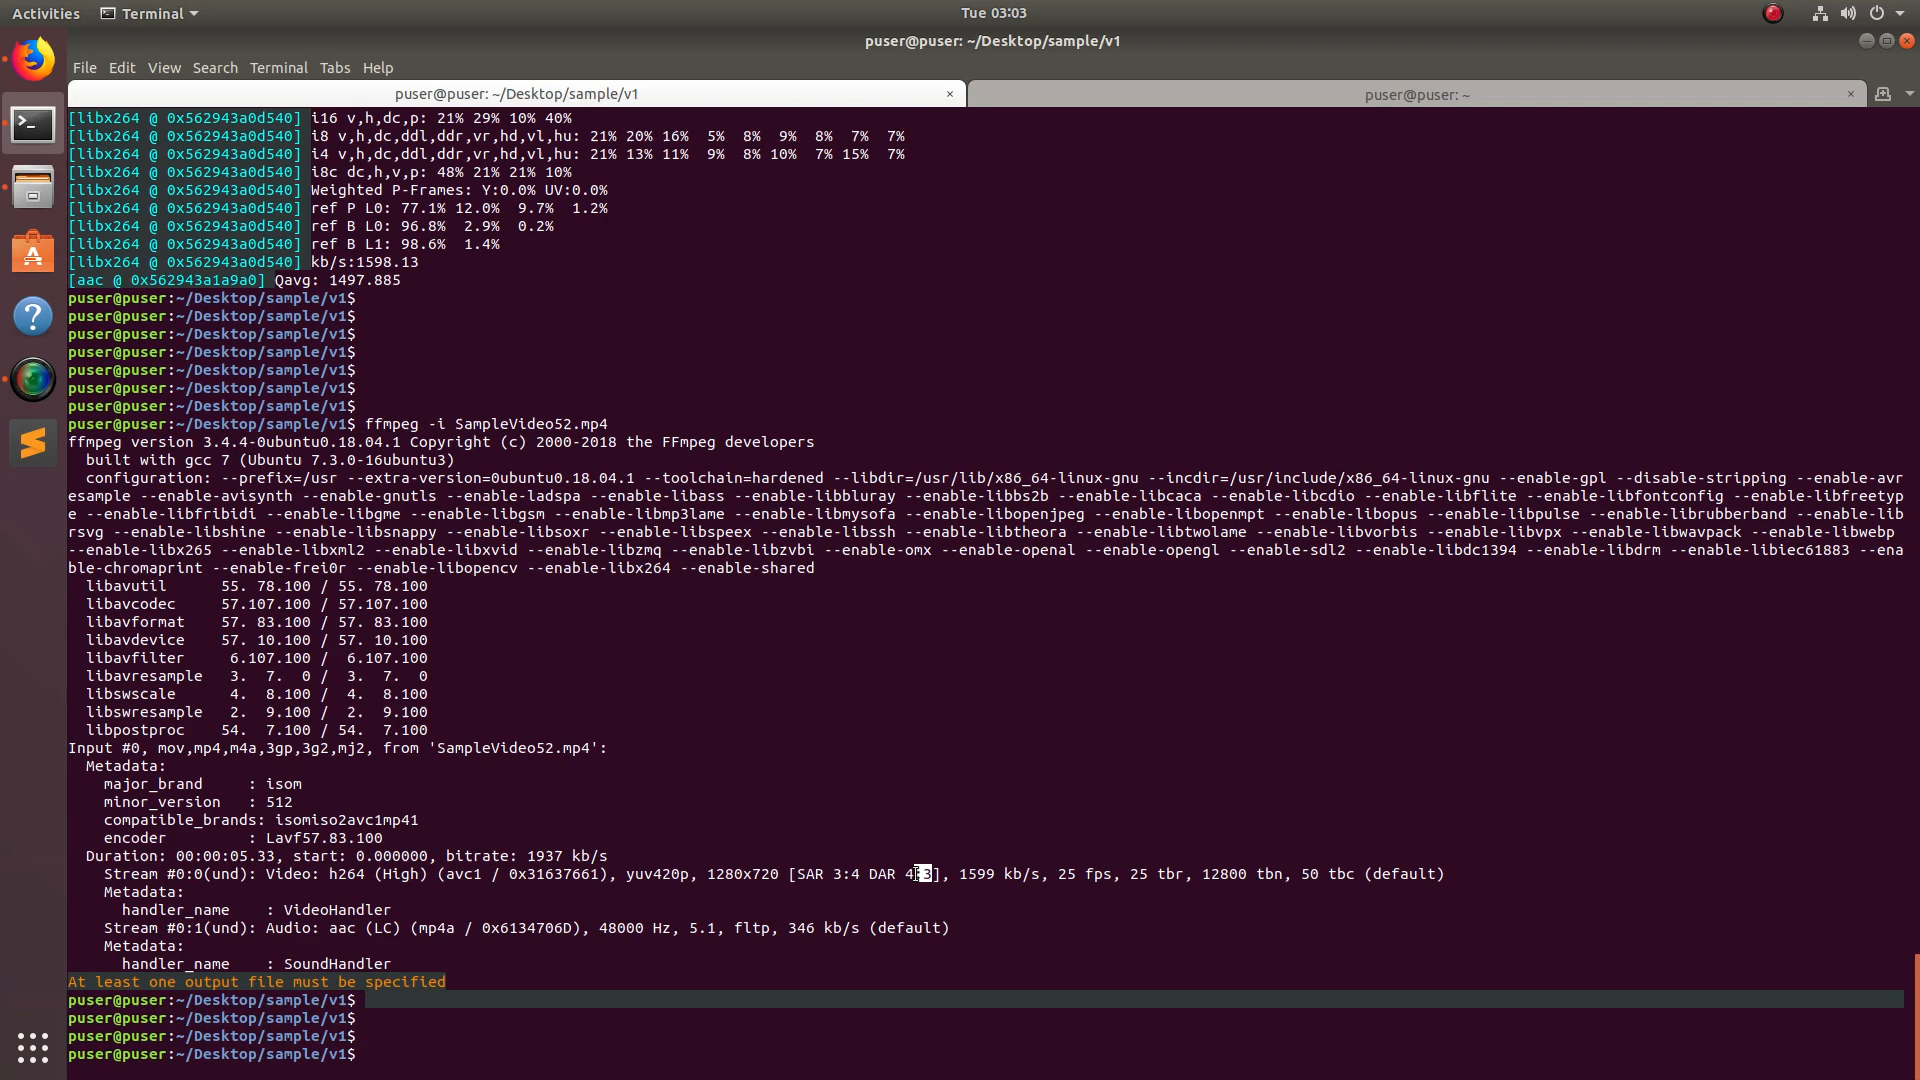 Activities Terminal Tue 03:03
puser@puser: ~/Desktop/sample/v1
File Edit View Search Terminal Tabs Help
puser@puser: ~/Desktop/sample/v1 × puser@puser: ~ ×
[libx264 @ 0x562943a0d540] i16 v,h,dc,p: 21% 29% 10% 40%
[libx264 @ 0x562943a0d540] i8 v,h,dc,ddl,ddr,vr,hd,vl,hu: 21% 20% 16%  5%  8%  9%  8%  7%  7%
[libx264 @ 0x562943a0d540] i4 v,h,dc,ddl,ddr,vr,hd,vl,hu: 21% 13% 11%  9%  8% 10%  7% 15%  7%
[libx264 @ 0x562943a0d540] i8c dc,h,v,p: 48% 21% 21% 10%
[libx264 @ 0x562943a0d540] Weighted P-Frames: Y:0.0% UV:0.0%
[libx264 @ 0x562943a0d540] ref P L0: 77.1% 12.0%  9.7%  1.2%
[libx264 @ 0x562943a0d540] ref B L0: 96.8%  2.9%  0.2%
[libx264 @ 0x562943a0d540] ref B L1: 98.6%  1.4%
[libx264 @ 0x562943a0d540] kb/s:1598.13
[aac @ 0x562943a1a9a0] Qavg: 1497.885
puser@puser:~/Desktop/sample/v1$
puser@puser:~/Desktop/sample/v1$
puser@puser:~/Desktop/sample/v1$
puser@puser:~/Desktop/sample/v1$
puser@puser:~/Desktop/sample/v1$
puser@puser:~/Desktop/sample/v1$
puser@puser:~/Desktop/sample/v1$
puser@puser:~/Desktop/sample/v1$ ffmpeg -i SampleVideo52.mp4
ffmpeg version 3.4.4-0ubuntu0.18.04.1 Copyright (c) 2000-2018 the FFmpeg developers
built with gcc 7 (Ubuntu 7.3.0-16ubuntu3)
configuration: --prefix=/usr --extra-version=0ubuntu0.18.04.1 --toolchain=hardened --libdir=/usr/lib/x86_64-linux-gnu --incdir=/usr/include/x86_64-linux-gnu --enable-gpl --disable-stripping --enable-avr
esample --enable-avisynth --enable-gnutls --enable-ladspa --enable-libass --enable-libbluray --enable-libbs2b --enable-libcaca --enable-libcdio --enable-libflite --enable-libfontconfig --enable-libfreetyp
e --enable-libfribidi --enable-libgme --enable-libgsm --enable-libmp3lame --enable-libmysofa --enable-libopenjpeg --enable-libopenmpt --enable-libopus --enable-libpulse --enable-librubberband --enable-lib
rsvg --enable-libshine --enable-libsnappy --enable-libsoxr --enable-libspeex --enable-libssh --enable-libtheora --enable-libtwolame --enable-libvorbis --enable-libvpx --enable-libwavpack --enable-libwebp
--enable-libx265 --enable-libxml2 --enable-libxvid --enable-libzmq --enable-libzvbi --enable-omx --enable-openal --enable-opengl --enable-sdl2 --enable-libdc1394 --enable-libdrm --enable-libiec61883 --ena
ble-chromaprint --enable-frei0r --enable-libopencv --enable-libx264 --enable-shared
libavutil      55. 78.100 / 55. 78.100
libavcodec     57.107.100 / 57.107.100
libavformat    57. 83.100 / 57. 83.100
libavdevice    57. 10.100 / 57. 10.100
libavfilter     6.107.100 /  6.107.100
libavresample   3.  7.  0 /  3.  7.  0
libswscale      4.  8.100 /  4.  8.100
libswresample   2.  9.100 /  2.  9.100
libpostproc    54.  7.100 / 54.  7.100
Input #0, mov,mp4,m4a,3gp,3g2,mj2, from 'SampleVideo52.mp4':
Metadata:
major_brand     : isom
minor_version   : 512
compatible_brands: isomiso2avc1mp41
encoder         : Lavf57.83.100
Duration: 00:00:05.33, start: 0.000000, bitrate: 1937 kb/s
Stream #0:0(und): Video: h264 (High) (avc1 / 0x31637661), yuv420p, 1280x720 [SAR 3:4 DAR 4:3], 1599 kb/s, 25 fps, 25 tbr, 12800 tbn, 50 tbc (default)
Metadata:
handler_name    : VideoHandler
Stream #0:1(und): Audio: aac (LC) (mp4a / 0x6134706D), 48000 Hz, 5.1, fltp, 346 kb/s (default)
Metadata:
handler_name    : SoundHandler
At least one output file must be specified
puser@puser:~/Desktop/sample/v1$
puser@puser:~/Desktop/sample/v1$
puser@puser:~/Desktop/sample/v1$
puser@puser:~/Desktop/sample/v1$